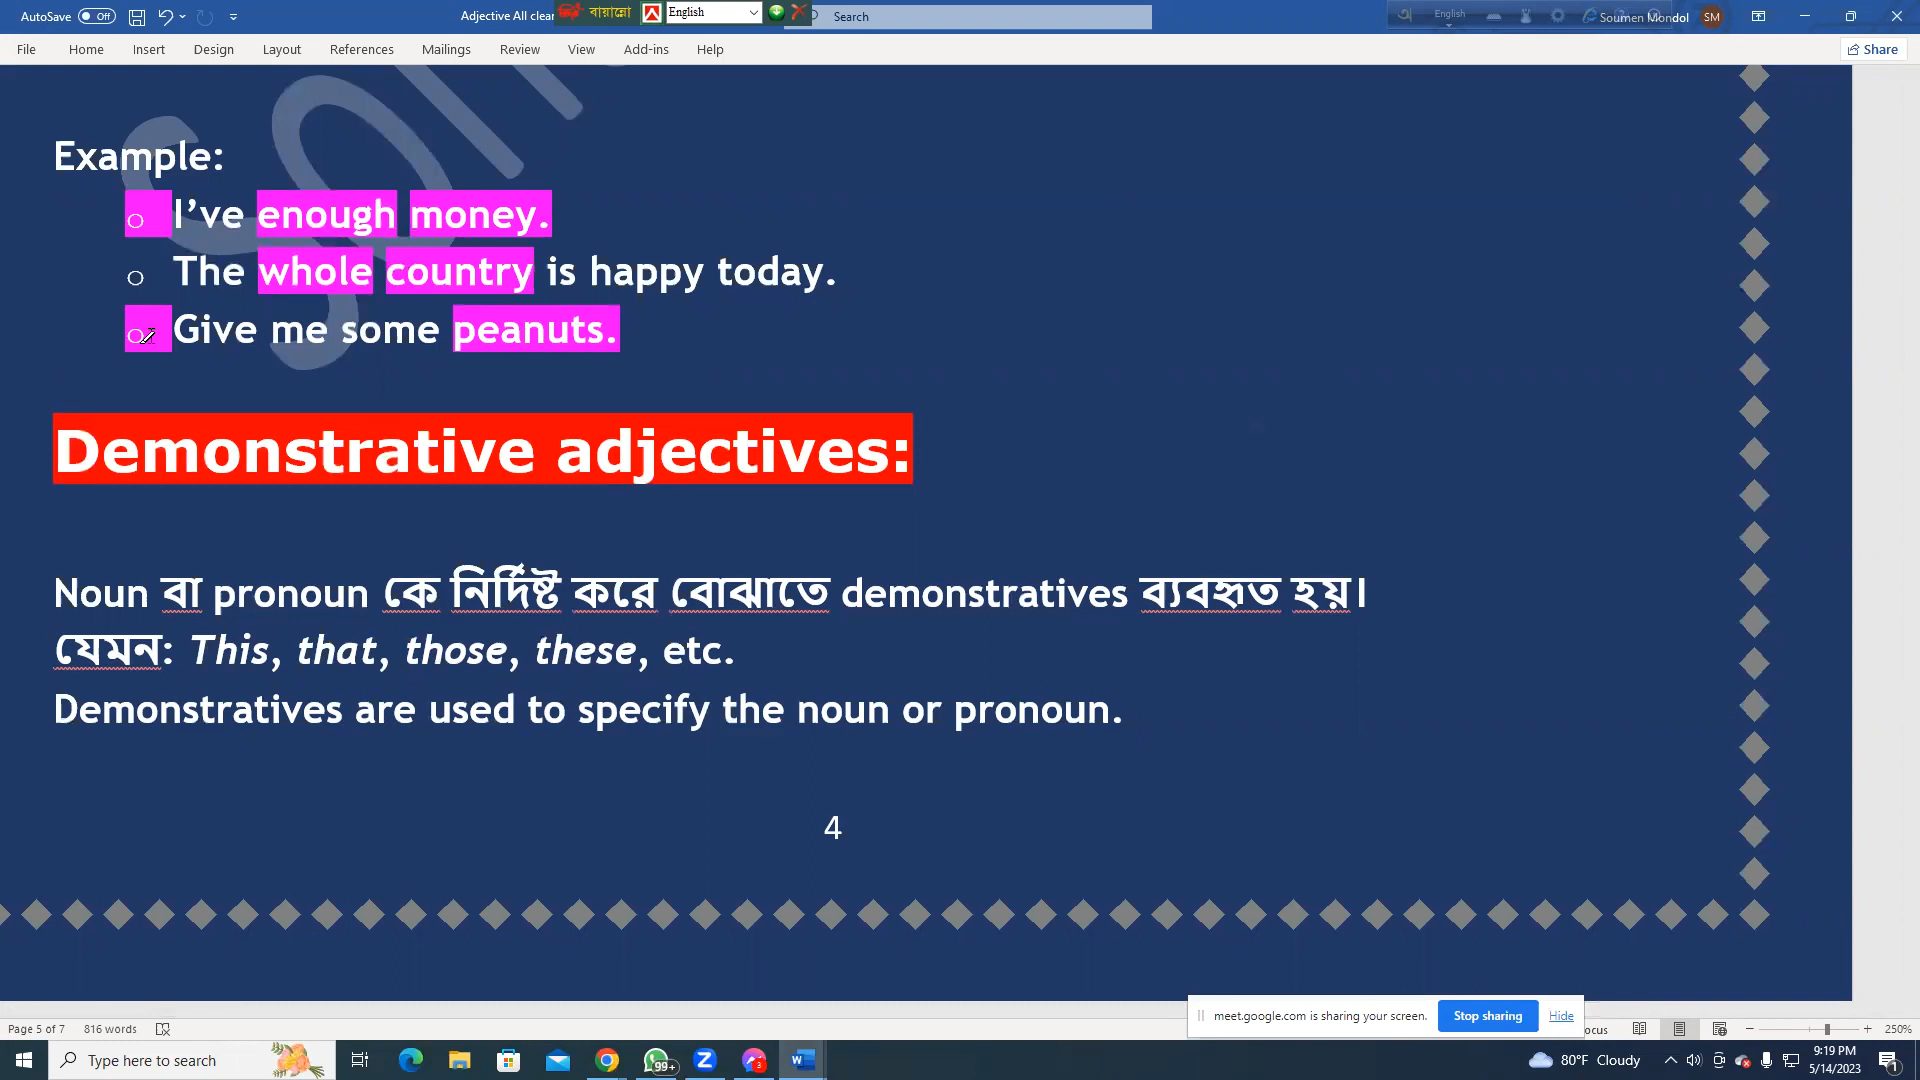 AutoSave Off Adjective All clear বায়ান্নো English Search English Soumen Mondol SM
File Home Insert Design Layout References Mailings Review View Add-ins Help Share
Example:
o I’ve enough money.
o The whole country is happy today.
o Give me some peanuts.
Demonstrative adjectives:
Noun বা pronoun কে নির্দিষ্ট করে বোঝাতে demonstratives ব্যবহৃত হয়।
যেমন: This, that, those, these, etc.
Demonstratives are used to specify the noun or pronoun.
4
meet.google.com is sharing your screen. Stop sharing Hide
Page 5 of 7 816 words ocus 250%
Type here to search 99+ 3 80°F Cloudy 9:19 PM
5/14/2023 1